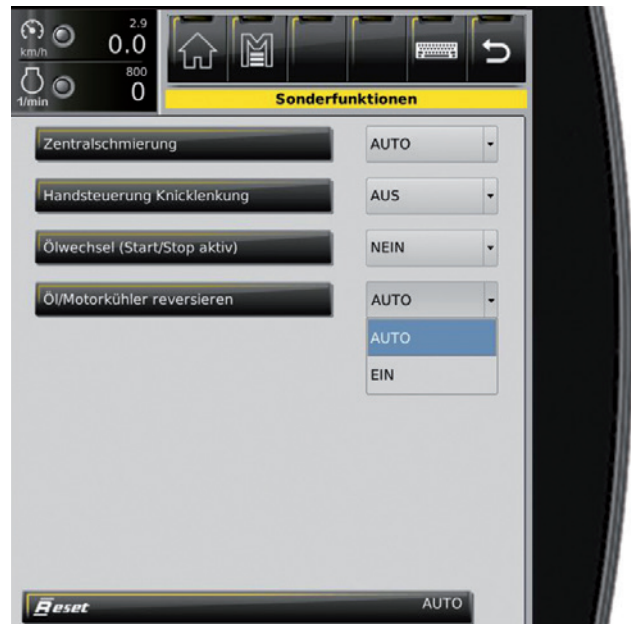 2.9
km/h 0.0
800
1/min 0
Sonderfunktionen
Zentralschmierung AUTO
Handsteuerung Knicklenkung AUS
Ölwechsel (Start/Stop aktiv) NEIN
Öl/Motorkühler reversieren AUTO
AUTO
EIN
Reset AUTO